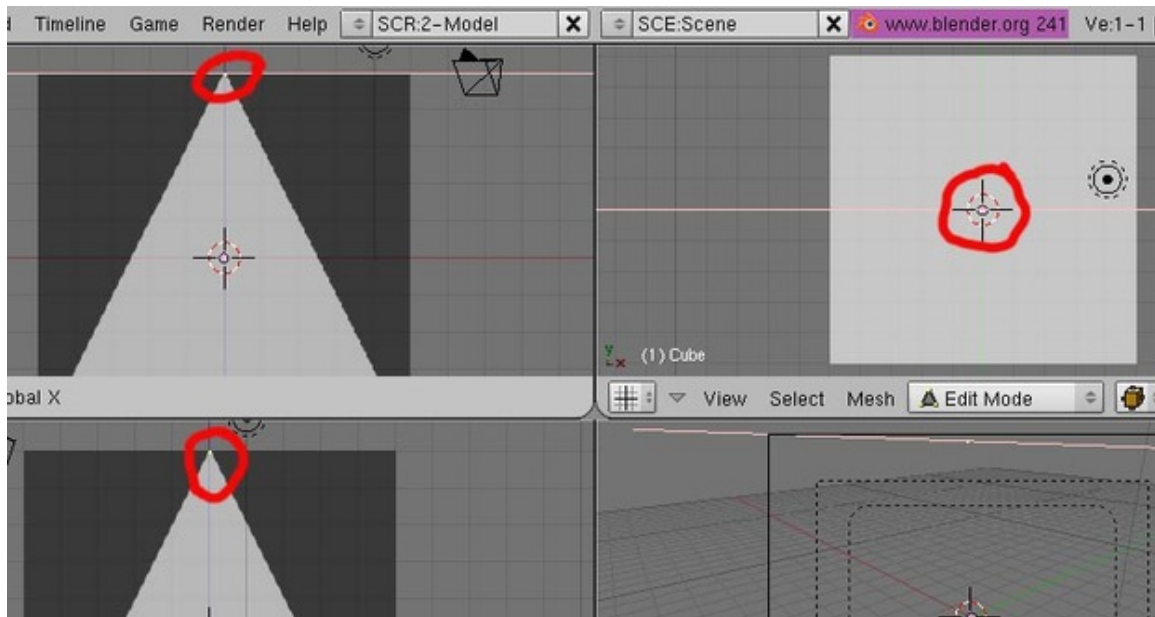 Timeline Game Render Help SCR:2-Model X SCE:Scene X www.blender.org 241 Ve:1-1
y x (1) Cube
obal X
View Select Mesh Edit Mode